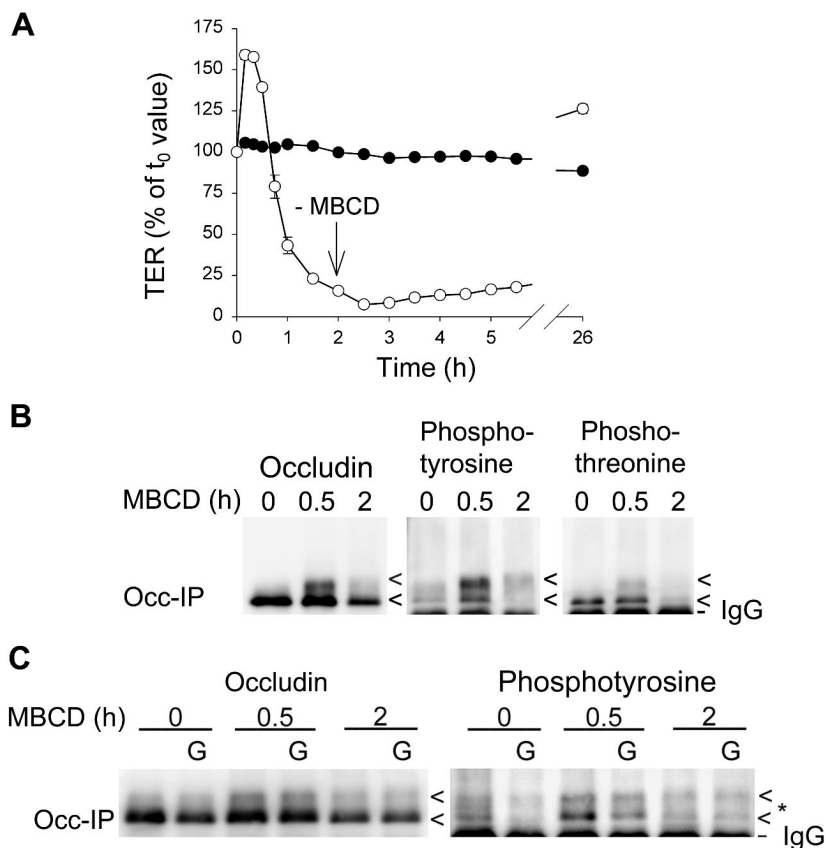 A
175
150
125
100
75
50
25
0
TER (% of t0 value)
- MBCD
0 1 2 3 4 5 26
Time (h)
B
Occludin
Phospho-
tyrosine
Phosho-
threonine
MBCD (h) 0 0.5 2 0 0.5 2 0 0.5 2
< < <
Occ-IP < < <
- IgG
C
Occludin Phosphotyrosine
MBCD (h) 0 0.5 2 0 0.5 2
G G G G G G
< <
*
Occ-IP < <
- IgG